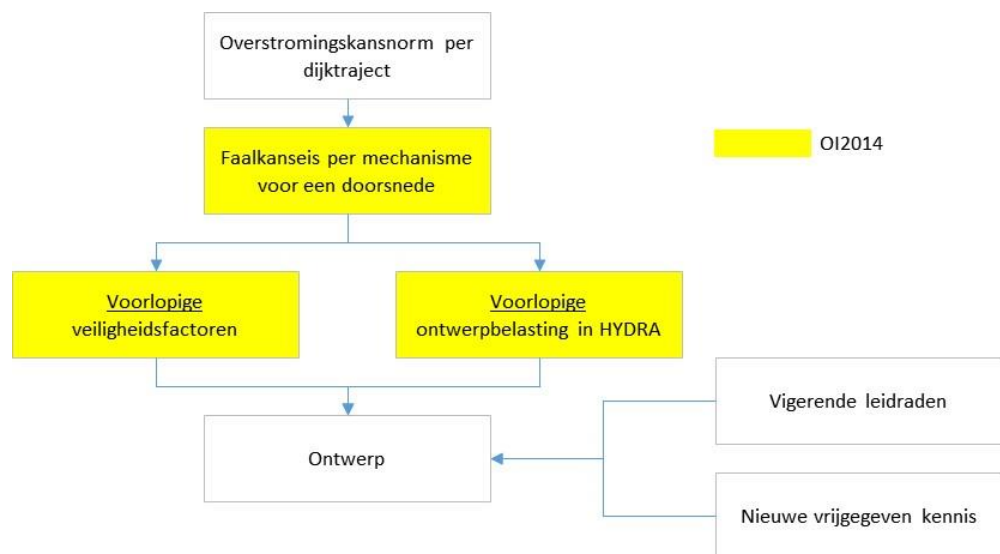 Overstromingskansnorm per
dijktraject
Faalkanseis per mechanisme
voor een doorsnede
OI2014
Voorlopige
veiligheidsfactoren
Voorlopige
ontwerpbelasting in HYDRA
Vigerende leidraden
Ontwerp
Nieuwe vrijgegeven kennis